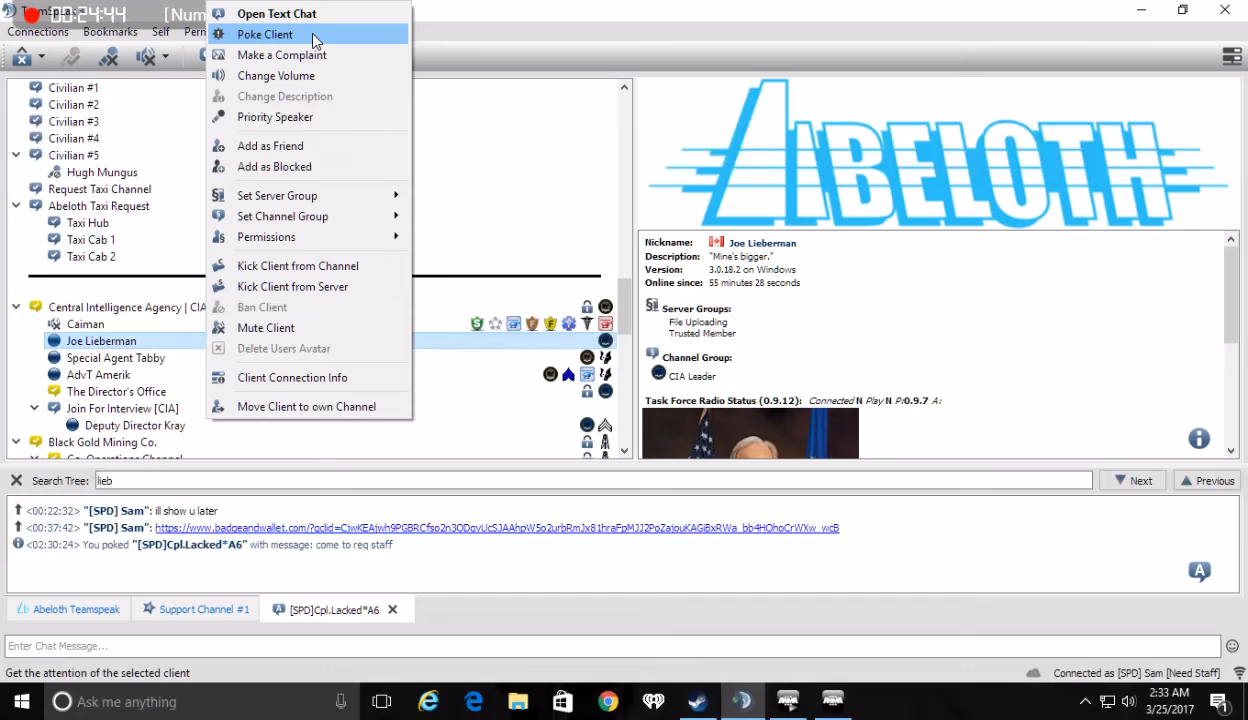 TeamSpeak
00:24:44
[Num
Connections Bookmarks Self Perm
Open Text Chat
Poke Client
Make a Complaint
Change Volume
Change Description
Priority Speaker
Add as Friend
Add as Blocked
Set Server Group
Set Channel Group
Permissions
Kick Client from Channel
Kick Client from Server
Ban Client
Mute Client
Delete Users Avatar
Client Connection Info
Move Client to own Channel
Civilian #1
Civilian #2
Civilian #3
Civilian #4
Civilian #5
Hugh Mungus
Request Taxi Channel
Abeloth Taxi Request
Taxi Hub
Taxi Cab 1
Taxi Cab 2
Central Intelligence Agency | CIA
Caiman
Joe Lieberman
Special Agent Tabby
AdvT Amerik
The Director's Office
Join For Interview [CIA]
Deputy Director Kray
Black Gold Mining Co.
Co. Operations Channel
ABELOTH
Nickname: Joe Lieberman
Description: "Mine's bigger."
Version: 3.0.18.2 on Windows
Online since: 55 minutes 28 seconds
Server Groups:
File Uploading
Trusted Member
Channel Group:
CIA Leader
Task Force Radio Status (0.9.12): Connected N Play N P:0.9.7 A:
Search Tree: lieb
Next Previous
<00:22:32> "[SPD] Sam": ill show u later
<00:37:42> "[SPD] Sam":
<02:30:24> You poked "[SPD]Cpl.Lacked*A6" with message: come to req staff
Abeloth Teamspeak Support Channel #1 [SPD]Cpl.Lacked*A6
Enter Chat Message...
Get the attention of the selected client
Connected as [SPD] Sam [Need Staff]
Ask me anything
2:33 AM
3/25/2017